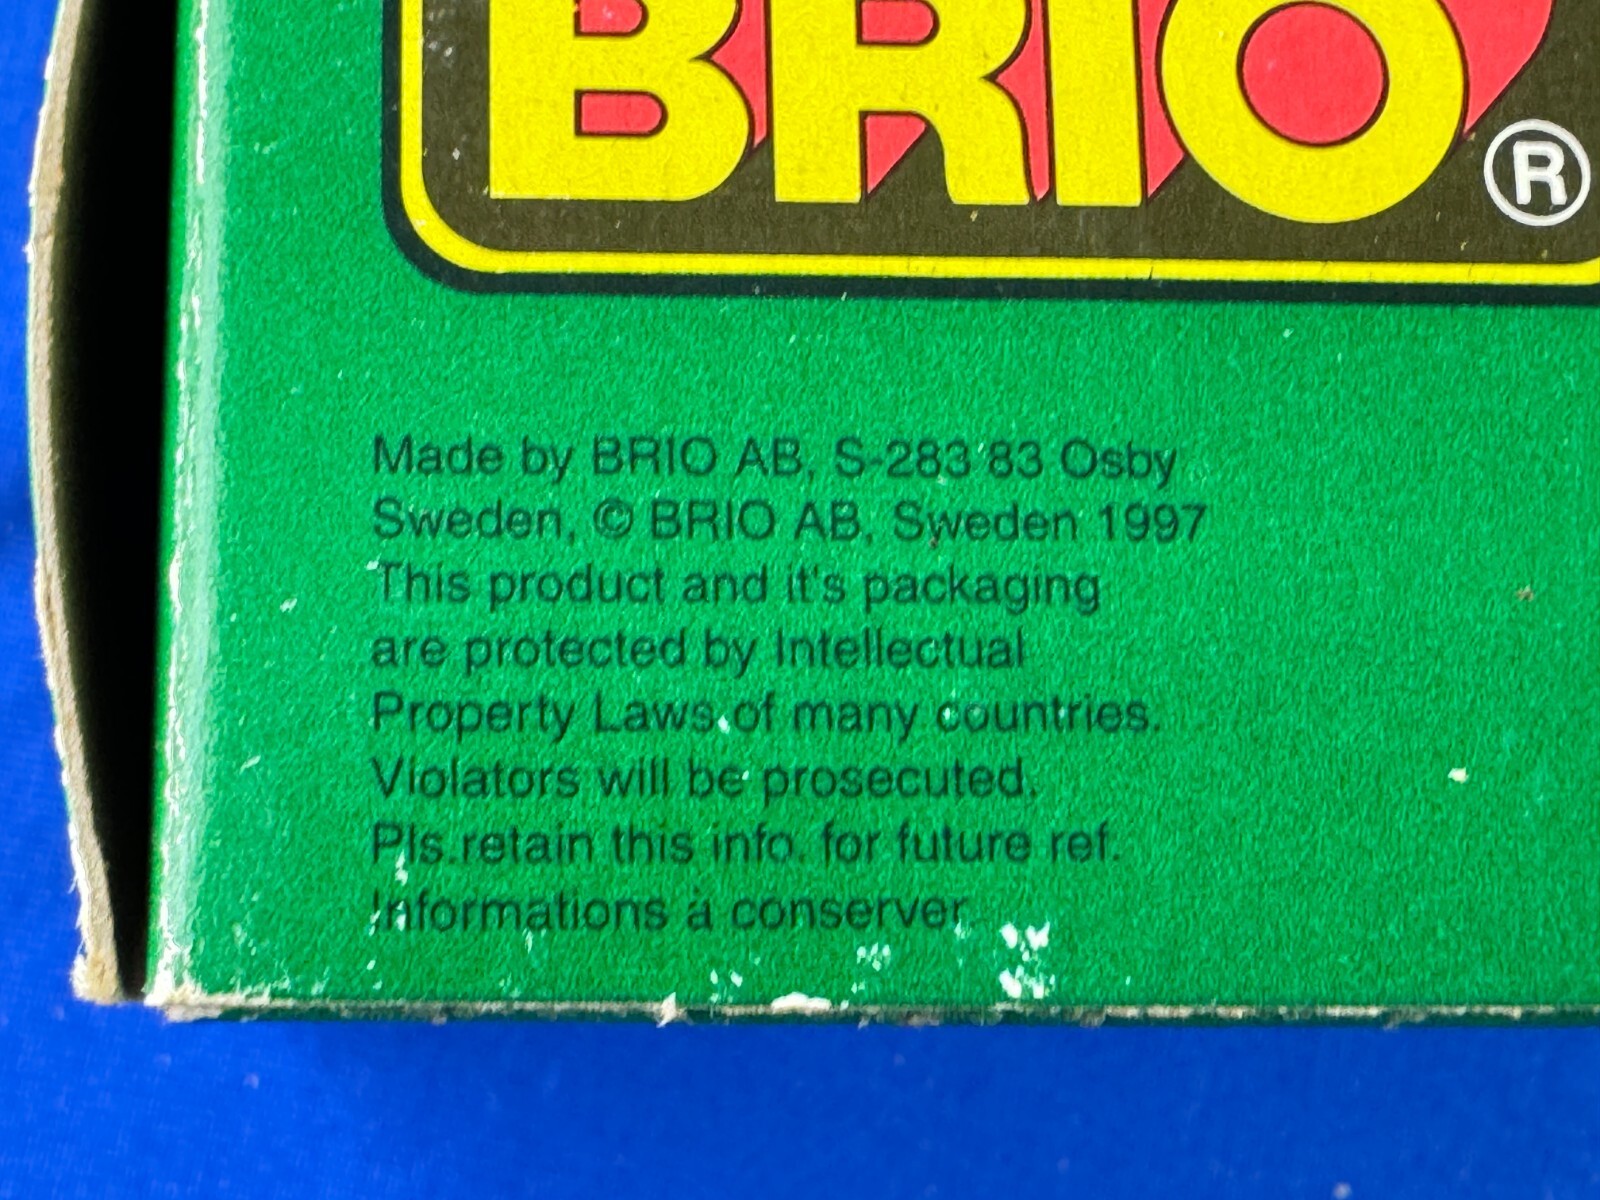 BRIO®
Made by BRIO AB, S-283 83 Osby
Sweden, © BRIO AB, Sweden 1997
This product and it's packaging
are protected by Intellectual
Property Laws of many countries.
Violators will be prosecuted.
Pls.retain this info. for future ref.
Informations à conserver.